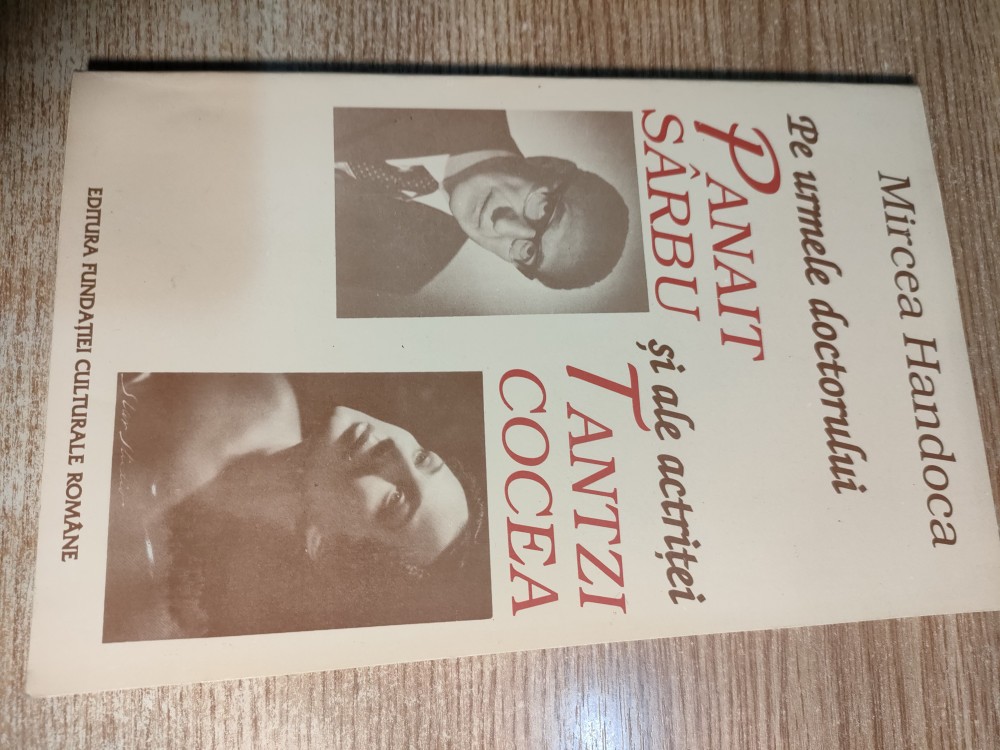 Mircea Handoca
Pe urmele doctorului
PANAIT
SÂRBU
și ale actriței
TANTZI
COCEA
EDITURA FUNDAȚIEI CULTURALE ROMÂNE